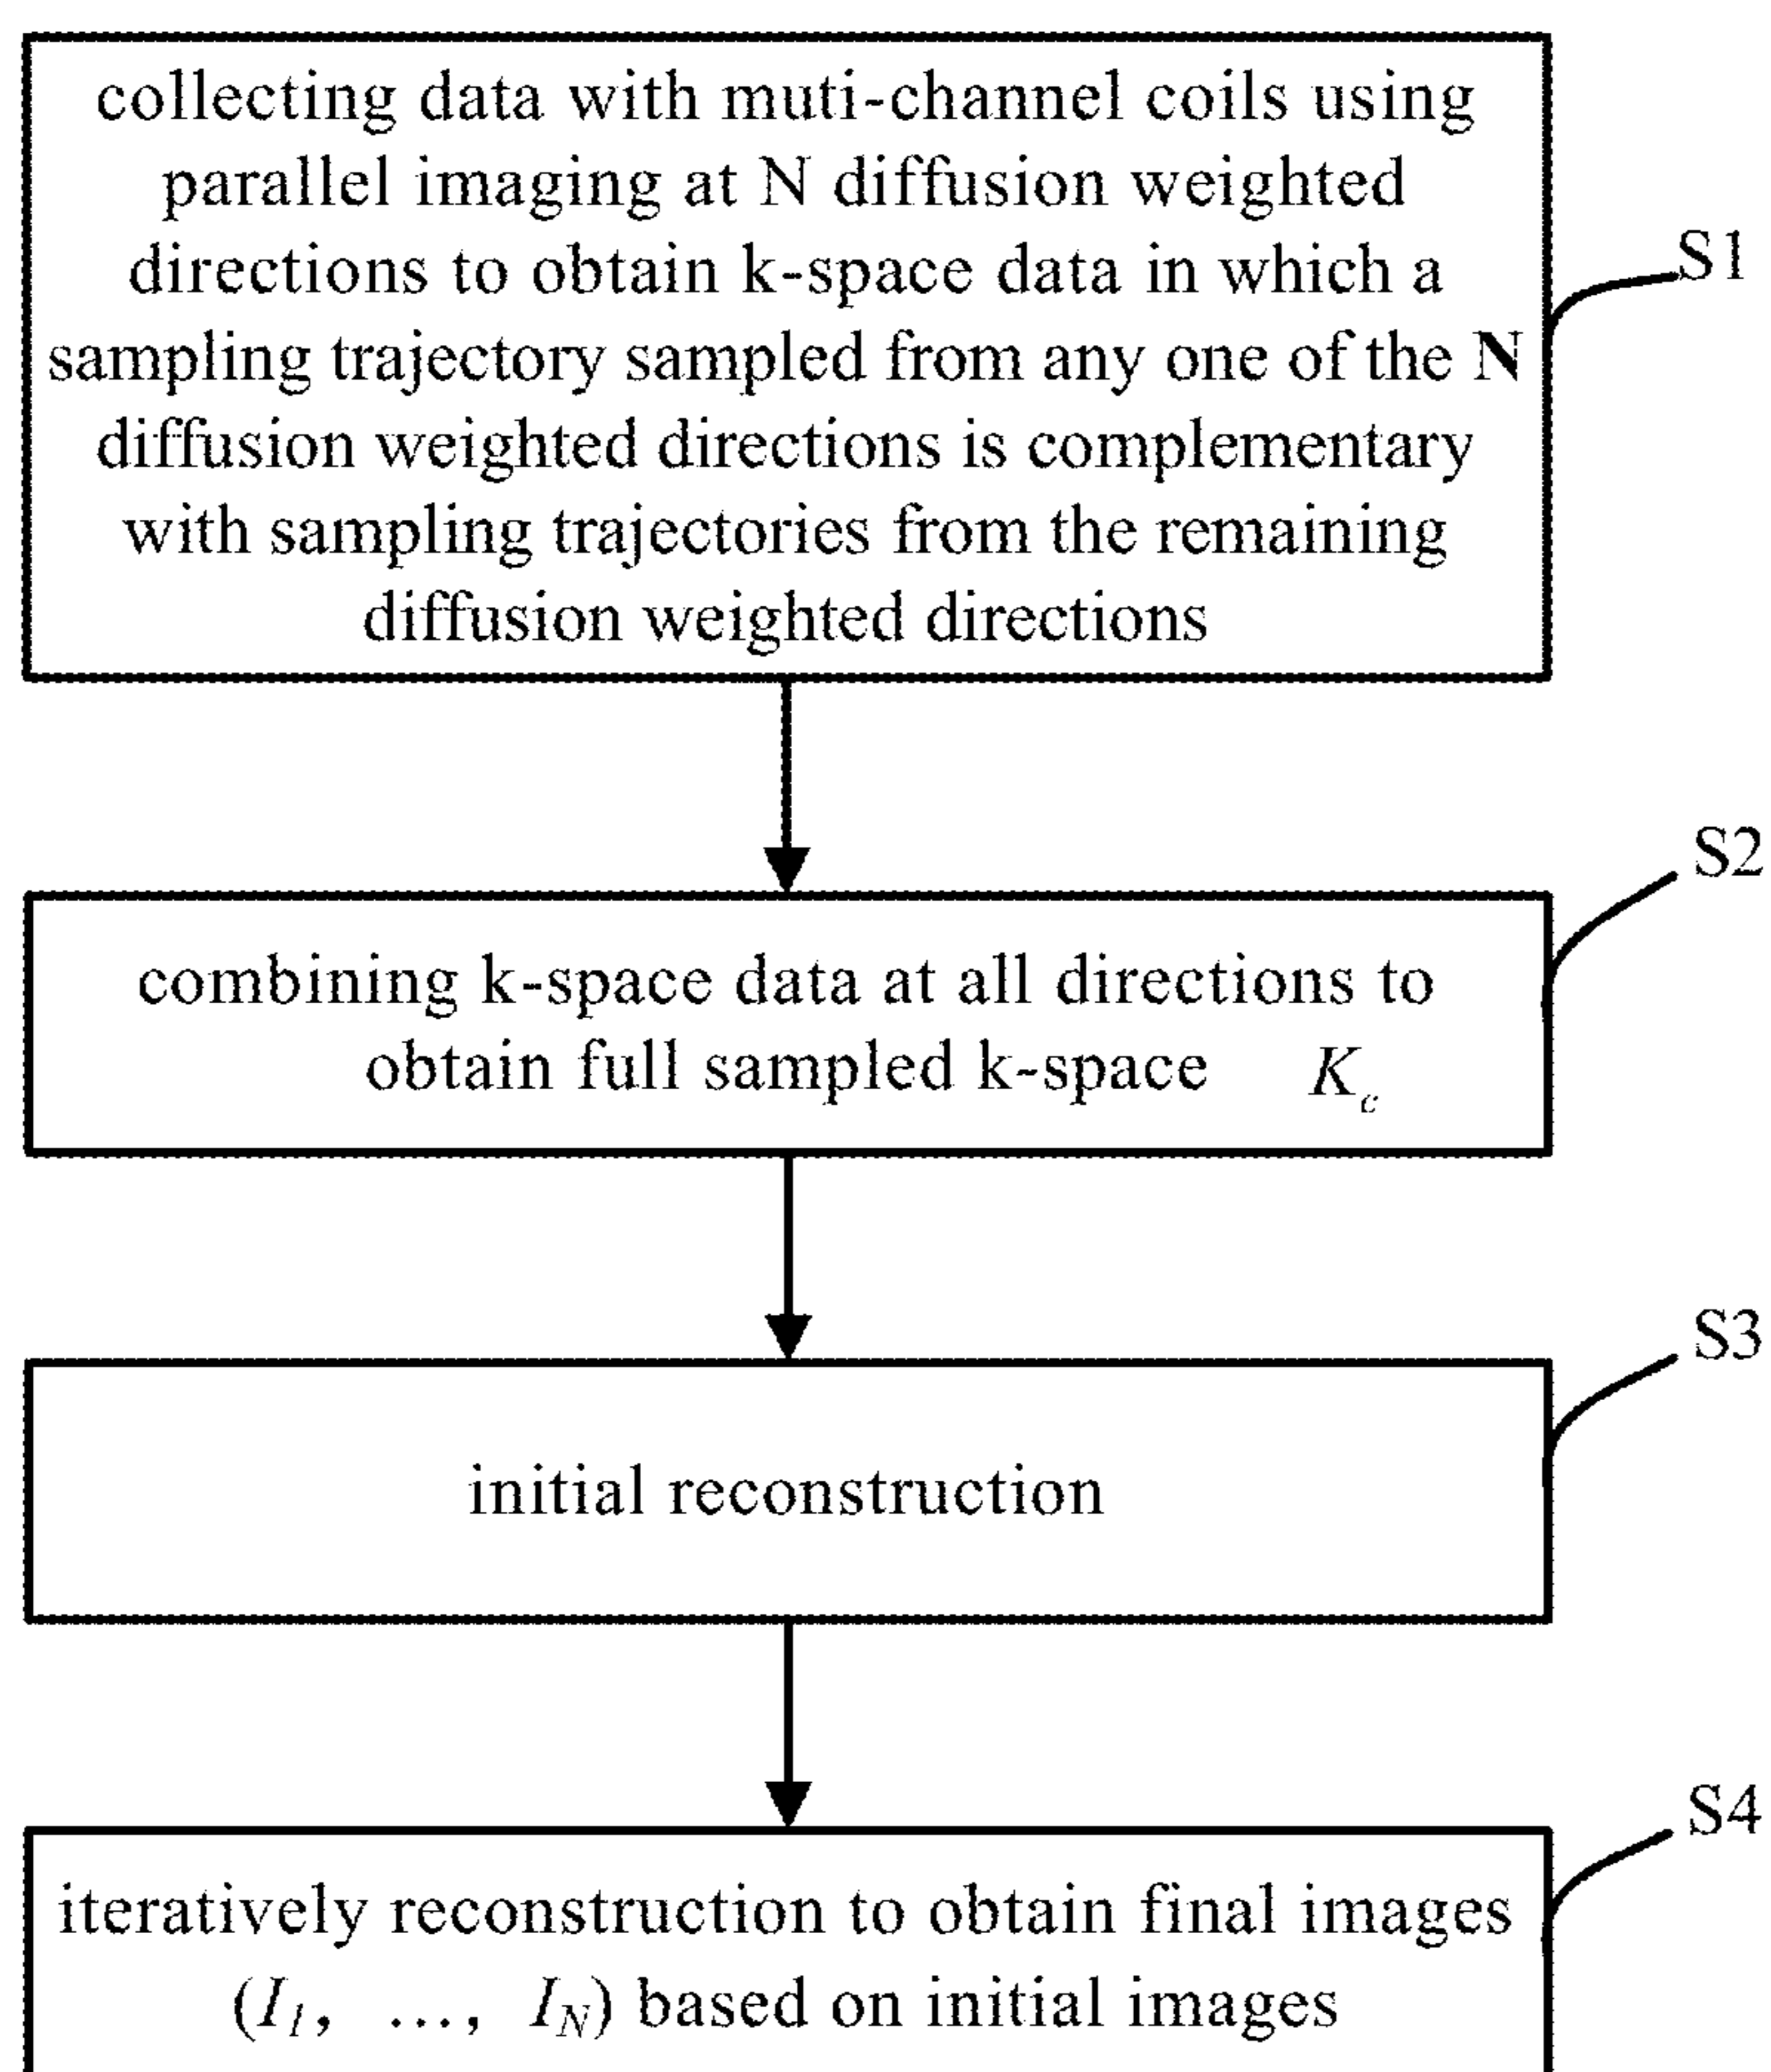 collecting data with muti-channel coils using
parallel imaging at N diffusion weighted
directions to obtain k-space data in which a
sampling trajectory sampled from any one of the N
diffusion weighted directions is complementary
with sampling trajectories from the remaining
diffusion weighted directions
S1
S2
combining k-space data at all directions to
obtain full sampled k-space K_c
S3
initial reconstruction
S4
iteratively reconstruction to obtain final images
(I_1, ..., I_N) based on initial images